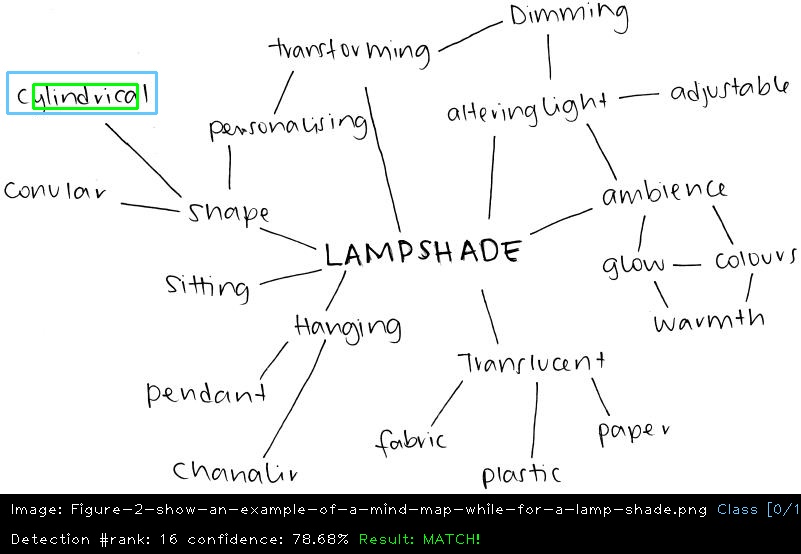 Dimming
transforming
cylindrical
adjustable
altering light
personalising
conular
shape
ambience
LAMPSHADE
glow
colours
sitting
Hanging
warmth
Translucent
pendant
fabric
paper
chanaliv
plastic
Image: Figure-2-show-an-example-of-a-mind-map-while-for-a-lamp-shade.png Class [0/1
Detection #rank: 16 confidence: 78.68% Result: MATCH!